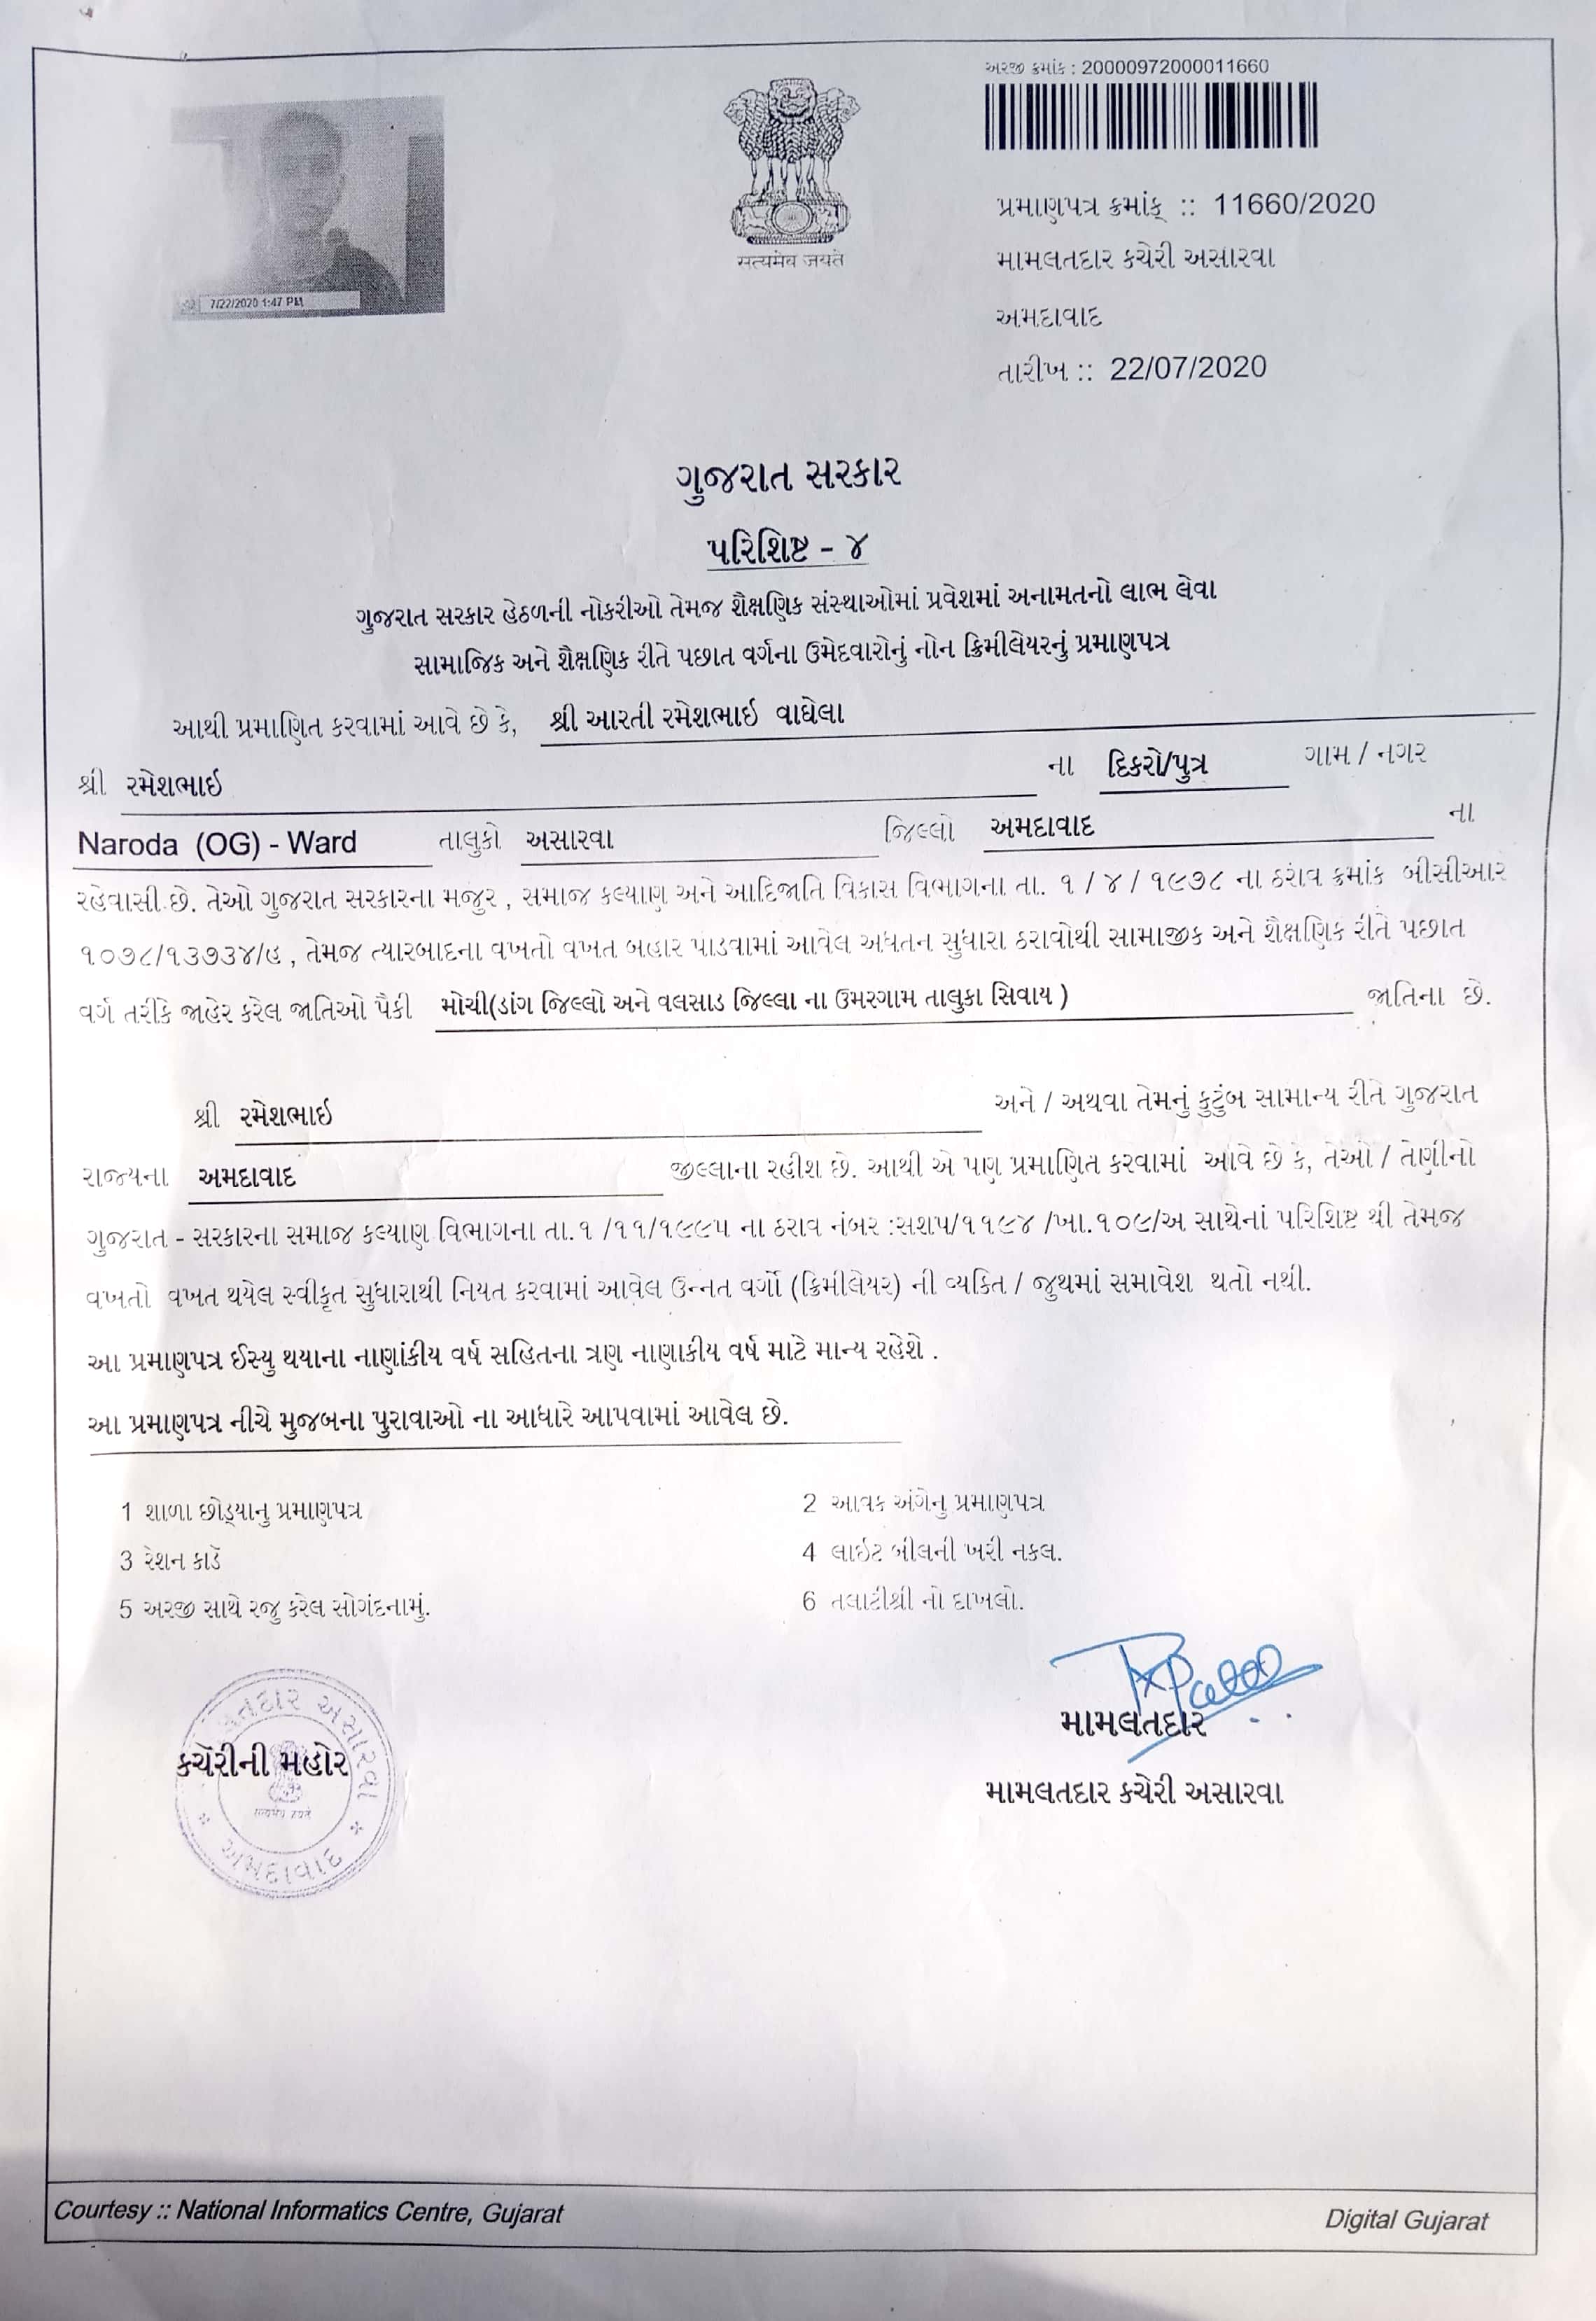 અરજી ક્રમાંક : 20000972000011660
7/22/2020 1:47 PM
सत्यमेव जयते
પ્રમાણપત્ર ક્રમાંક્ :: 11660/2020
મામલતદાર કચેરી અસારવા
અમદાવાદ
તારીખ :: 22/07/2020
ગુજરાત સરકાર
પરિશિષ્ટ - ૪
ગુજરાત સરકાર હેઠળની નોકરીઓ તેમજ શૈક્ષણિક સંસ્થાઓમાં પ્રવેશમાં અનામતનો લાભ લેવા
સામાજિક અને શૈક્ષણિક રીતે પછાત વર્ગના ઉમેદવારોનું નોન ક્રિમીલેયરનું પ્રમાણપત્ર
આથી પ્રમાણિત કરવામાં આવે છે કે, શ્રી આરતી રમેશભાઇ વાઘેલા
શ્રી રમેશભાઇ ના દિકરો/પુત્ર ગામ / નગર
Naroda (OG) - Ward તાલુકો અસારવા જિલ્લો અમદાવાદ ના
રહેવાસી છે. તેઓ ગુજરાત સરકારના મજુર , સમાજ કલ્યાણ અને આદિજાતિ વિકાસ વિભાગના તા. ૧ / ૪ / ૧૯૭૮ ના ઠરાવ ક્રમાંક બીસીઆર
૧૦૭૮/૧૩૭૩૪/હ , તેમજ ત્યારબાદના વખતો વખત બહાર પાડવામાં આવેલ અધતન સુધારા ઠરાવોથી સામાજીક અને શૈક્ષણિક રીતે પછાત
વર્ગ તરીકે જાહેર કરેલ જાતિઓ પૈકી મોચી(ડાંગ જિલ્લો અને વલસાડ જિલ્લા ના ઉમરગામ તાલુકા સિવાય ) જાતિના છે.
શ્રી રમેશભાઇ અને / અથવા તેમનું કુટુંબ સામાન્ય રીતે ગુજરાત
રાજ્યના અમદાવાદ જીલ્લાના રહીશ છે. આથી એ પણ પ્રમાણિત કરવામાં આવે છે કે, તેઓ / તેણીનો
ગુજરાત - સરકારના સમાજ કલ્યાણ વિભાગના તા.૧ /૧૧/૧૯૯૫ ના ઠરાવ નંબર :સશપ/૧૧૯૪ /ખા.૧૦૯/અ સાથેનાં પરિશિષ્ટ થી તેમજ
વખતો વખત થયેલ સ્વીકૃત સુધારાથી નિયત કરવામાં આવેલ ઉન્નત વર્ગો (ક્રિમીલેયર) ની વ્યકિત / જુથમાં સમાવેશ થતો નથી.
આ પ્રમાણપત્ર ઈસ્યુ થયાના નાણાંકીય વર્ષ સહિતના ત્રણ નાણાકીય વર્ષ માટે માન્ય રહેશે .
આ પ્રમાણપત્ર નીચે મુજબના પુરાવાઓ ના આધારે આપવામાં આવેલ છે.
1 શાળા છોડ્યાનુ પ્રમાણપત્ર 2 આવક અંગેનુ પ્રમાણપત્ર
3 રેશન કાર્ડ 4 લાઇટ બીલની ખરી નકલ.
5 અરજી સાથે રજુ કરેલ સોગંદનામું. 6 તલાટીશ્રી નો દાખલો.
મામલતદાર
કચેરીની મહોર
મામલતદાર કચેરી અસારવા
सत्यमेव जयते
અમદાવાદ
Courtesy :: National Informatics Centre, Gujarat Digital Gujarat